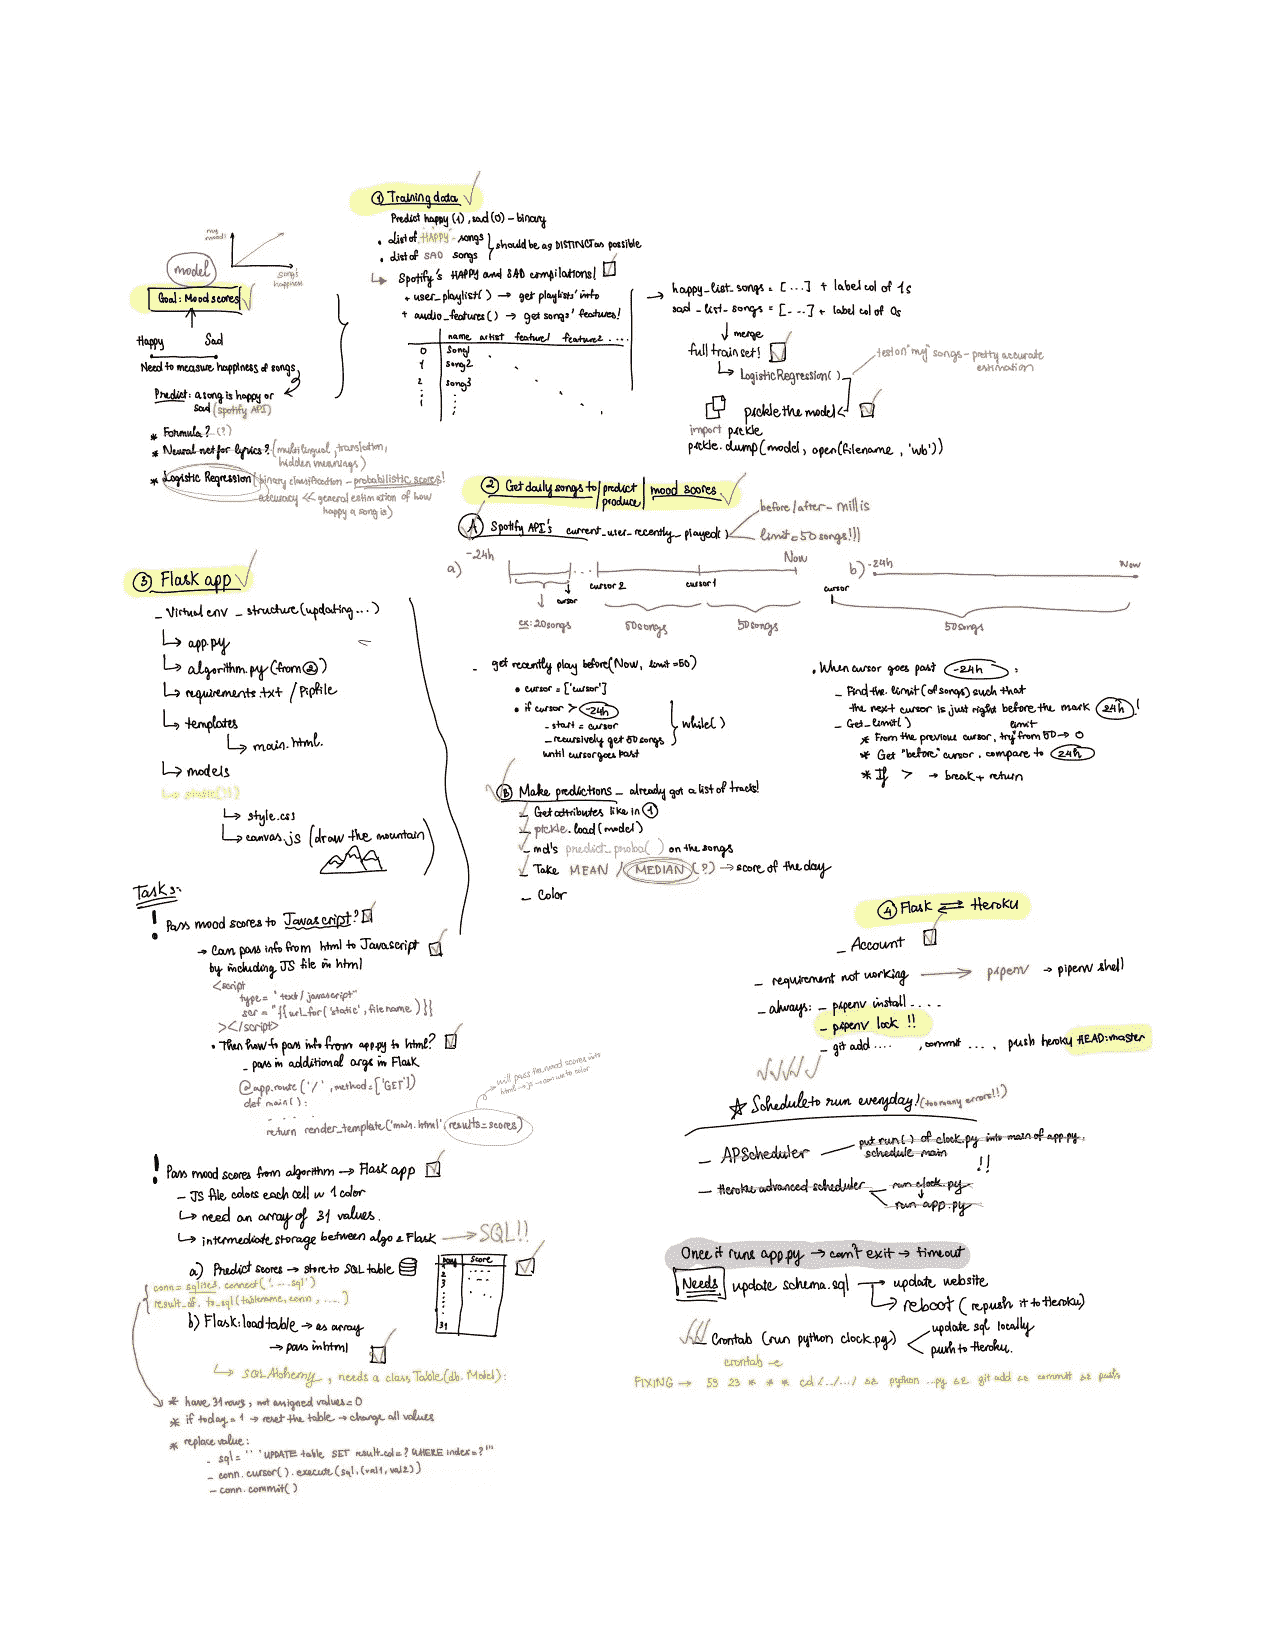 my mood
song's happiness
model
Goal: Mood scores
Happy Sad
Need to measure happiness of songs
Predict: a song is happy or
sad (spotify API)
* Formula? (?)
* Neural net for lyrics? (multilingual, translation,
hidden meanings)
* Logistic Regression (binary classification - probabilistic scores!
accuracy << general estimation of how
happy a song is)
① Training data
Predict happy (1), sad (0) - binary
• List of "HAPPY" songs
• list of SAD songs
should be as DISTINCT as possible
↳ Spotify's HAPPY and SAD compilations!
+ user_playlist() → get playlists' info
+ audio_features() → get songs' features!
name artist feature1 feature2 ....
0 song1
1 song2
2 song3
→ happy_list_songs = [...] + label col of 1s
sad_list_songs = [...] + label col of 0s
↓ merge
full train set!
↳ LogisticRegression()
test on "my" songs - pretty accurate
estimation
pickle the model
import pickle
pickle.dump(model, open(filename, 'wb'))
② Get daily songs to / predict / mood scores
produce
Ⓐ Spotify API's current_user_recently_played()
before/after - millis
limit = 50 songs!!!
a) -24h ... Now
cursor cursor 2 cursor 1
ex: 20 songs 50 songs 50 songs
b) -24h Now
cursor
50 songs
- get recently play before(Now, limit=50)
• cursor = ['cursor']
• if cursor > -24h
- start = cursor
- recursively get 50 songs
until cursor goes past
while()
• When cursor goes past -24h :
- Find the limit (of songs) such that
the next cursor is just right before the mark 24h!
- Get_limit() limit
* From the previous cursor, try from 50 → 0
* Get "before" cursor, compare to 24h
* If > → break + return
Ⓑ Make predictions - already got a list of tracks!
- Get attributes like in ①
- pickle.load(model)
- md's predict_proba() on the songs
- Take MEAN / MEDIAN (?) → score of the day
- Color
③ Flask app
- Virtual env - structure (updating...)
↳ app.py
↳ algorithm.py (from ②)
↳ requirements.txt / Pipfile
↳ templates
↳ main.html.
↳ models
↳ static(!!)
↳ style.css
↳ canvas.js (draw the mountain)
Tasks:
! Pass mood scores to Javascript?
→ Can pass info from html to Javascript
by including JS file in html
<script
type = "text/javascript"
scr = "{{url_for('static', filename)}}
></script>
• Then how to pass info from app.py to html?
- pass in additional args in Flask
@app.route('/', method=['GET'])
def main():
....
return render_template('main.html', results=scores)
will pass the mood scores into
html → js → can use to color
! Pass mood scores from algorithm → Flask app
- JS file colors each cell w 1 color
↳ need an array of 31 values.
↳ intermediate storage between algo & Flask → SQL!!
a) Predict scores → store to SQL table
Day Score
2
3
31
conn = sqlite3.connect('....sql')
result_df.to_sql(tablename, conn, ....)
b) Flask: load table → as array
→ pass in html
↳ SQLAlchemy, needs a class Table(db.Model):
* have 31 rows, not assigned values = 0
* if today = 1 → reset the table → change all values
* replace value:
- sql = '''UPDATE table SET result_col=? WHERE index=?'''
- conn.cursor().execute(sql, (val1, val2))
- conn.commit()
④ Flask ⇄ Heroku
- Account
- requirement not working → pipenv → pipenv shell
- always: - pipenv install ....
- pipenv lock !!
- git add ...., commit ...., push heroku HEAD:master
☆ Schedule to run everyday! (too many errors!!)
- APScheduler - put run() of clock.py into main of app.py,
schedule main
!!
- Heroku advanced scheduler - run clock.py
run app.py
Once it runs app.py → can't exit → timeout
Needs update schema.sql → update website
→ reboot (repush it to Heroku)
Crontab (run python clock.py) update sql locally
push to Heroku.
crontab -e
FIXING → 59 23 * * * cd /../.../ && python ...py && git add && commit && push